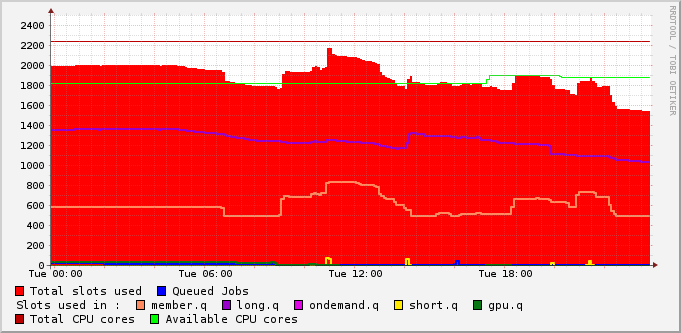 2400
2200
2000
1800
1600
1400
1200
1000
800
600
400
200
0
Tue 00:00 Tue 06:00 Tue 12:00 Tue 18:00
Total slots used Queued Jobs
Slots used in : member.q long.q ondemand.q short.q gpu.q
Total CPU cores Available CPU cores
RRDTOOL / TOBI OETIKER